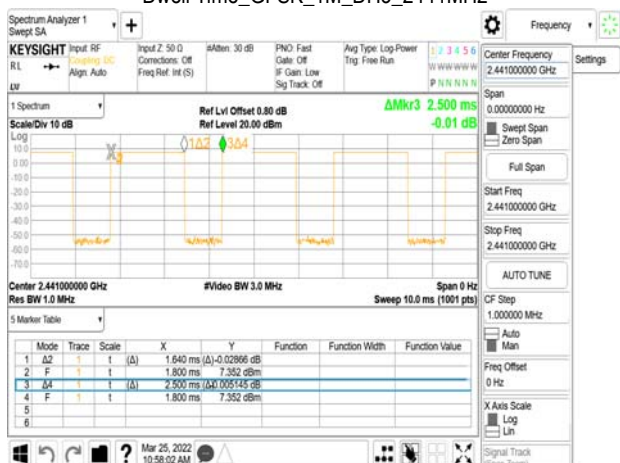 Spectrum Analyzer 1
Swept SA
Frequency
KEYSIGHT
RL
Input: RF
Coupling: DC
Align: Auto
Input Z: 50 Ω
Corrections: Off
Freq Ref: Int (S)
#Atten: 30 dB
PNO: Fast
Gate: Off
IF Gain: Low
Sig Track: Off
Avg Type: Log-Power
Trig: Free Run
1 2 3 4 5 6
W W W W W W
P N N N N N
1 Spectrum
Scale/Div 10 dB
Ref Lvl Offset 0.80 dB
Ref Level 20.00 dBm
ΔMkr3 2.500 ms
-0.01 dB
Log
10.0
0.00
-10.0
-20.0
-30.0
-40.0
-50.0
-60.0
-70.0
X2
1Δ2
3Δ4
Center 2.441000000 GHz
#Video BW 3.0 MHz
Span 0 Hz
Res BW 1.0 MHz
Sweep 10.0 ms (1001 pts)
5 Marker Table
Mode Trace Scale X Y Function Function Width Function Value
1 Δ2 1 t (Δ) 1.640 ms (Δ) -0.02866 dB
2 F 1 t 1.800 ms 7.352 dBm
3 Δ4 1 t (Δ) 2.500 ms (Δ) -0.005145 dB
4 F 1 t 1.800 ms 7.352 dBm
5
6
Mar 25, 2022
10:58:02 AM
Center Frequency
2.441000000 GHz
Settings
Span
0.00000000 Hz
Swept Span
Zero Span
Full Span
Start Freq
2.441000000 GHz
Stop Freq
2.441000000 GHz
AUTO TUNE
CF Step
1.000000 MHz
Auto
Man
Freq Offset
0 Hz
X Axis Scale
Log
Lin
Signal Track